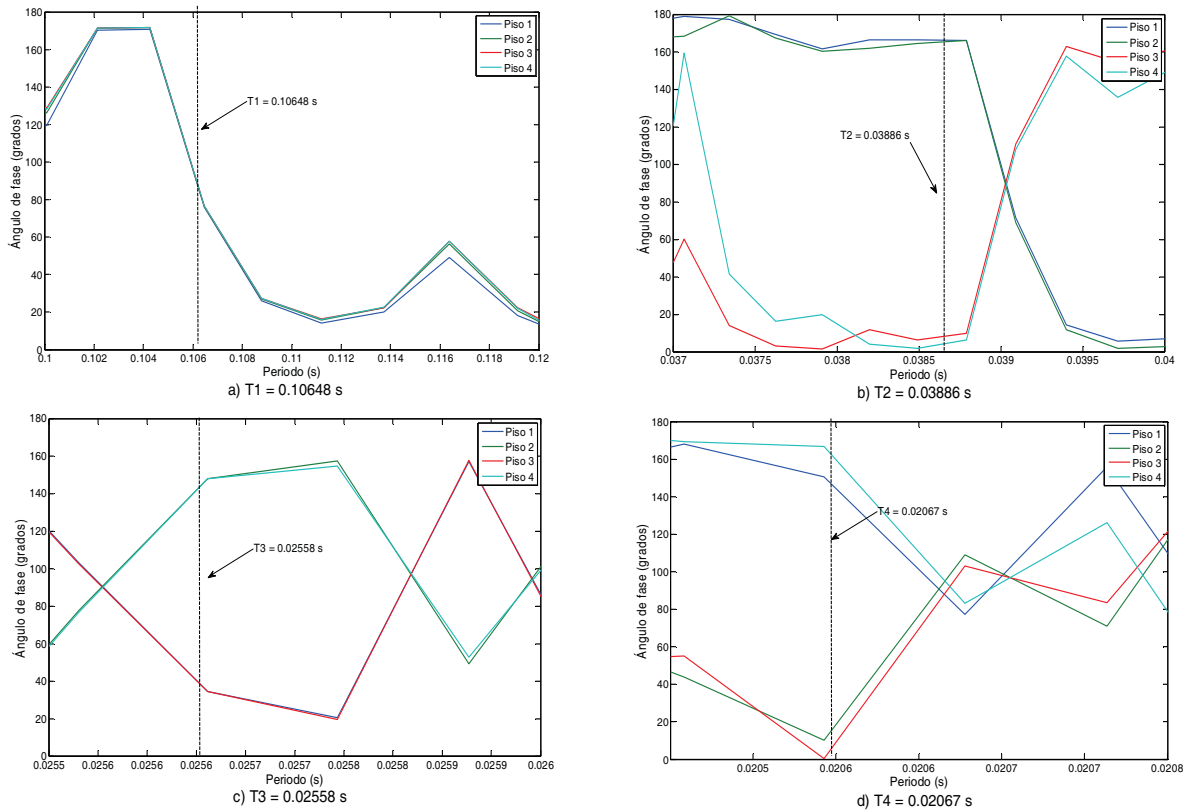 180
160
140
120
100
80
60
40
20
0
Ángulo de fase (grados)
Piso 1
Piso 2
Piso 3
Piso 4
T1 = 0.10648 s
0.1 0.102 0.104 0.106 0.108 0.11 0.112 0.114 0.116 0.118 0.12
Periodo (s)
a) T1 = 0.10648 s
180
160
140
120
100
80
60
40
20
0
Ángulo de fase (grados)
Piso 1
Piso 2
Piso 3
Piso 4
T2 = 0.03886 s
0.037 0.0375 0.038 0.0385 0.039 0.0395 0.04
Periodo (s)
b) T2 = 0.03886 s
180
160
140
120
100
80
60
40
20
0
Ángulo de fase (grados)
Piso 1
Piso 2
Piso 3
Piso 4
T3 = 0.02558 s
0.0255 0.0256 0.0256 0.0256 0.0257 0.0257 0.0258 0.0258 0.0259 0.0259 0.026
Periodo (s)
c) T3 = 0.02558 s
180
160
140
120
100
80
60
40
20
0
Ángulo de fase (grados)
Piso 1
Piso 2
Piso 3
Piso 4
T4 = 0.02067 s
0.0205 0.0206 0.0206 0.0207 0.0207 0.0208
Periodo (s)
d) T4 = 0.02067 s